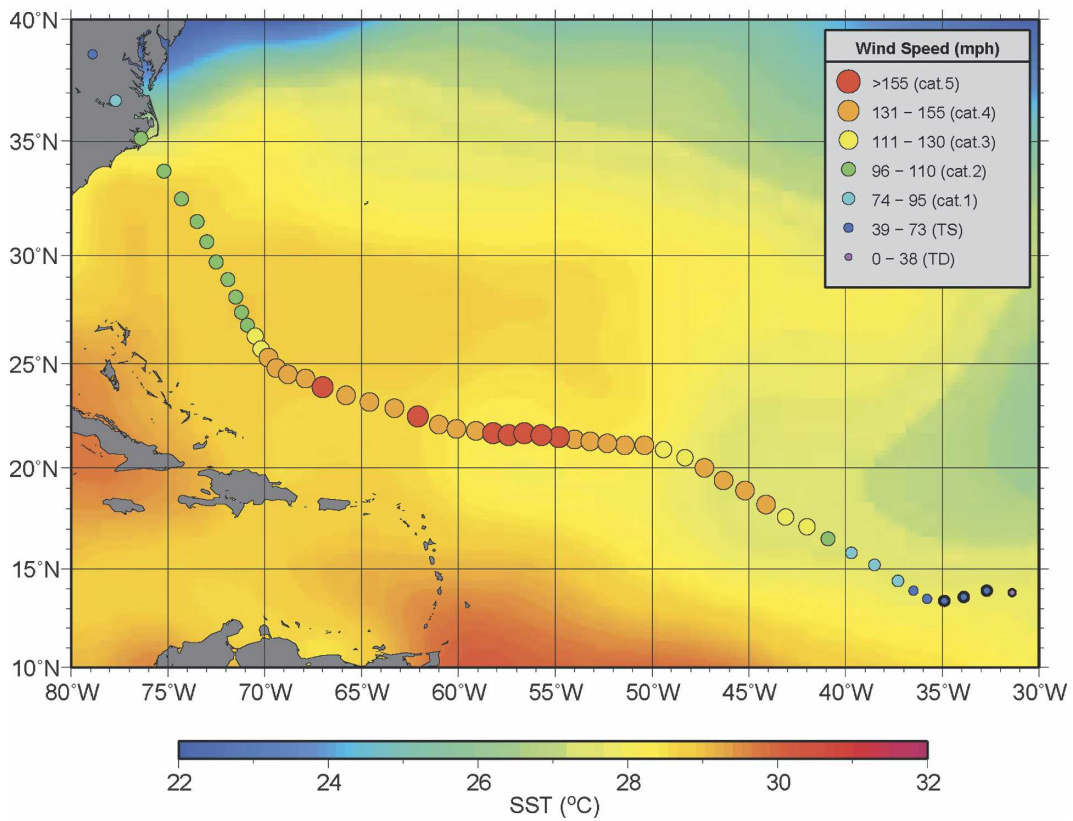 40°N
35°N
30°N
25°N
20°N
15°N
10°N
80°W 75°W 70°W 65°W 60°W 55°W 50°W 45°W 40°W 35°W 30°W
Wind Speed (mph)
>155 (cat.5)
131 – 155 (cat.4)
111 – 130 (cat.3)
96 – 110 (cat.2)
74 – 95 (cat.1)
39 – 73 (TS)
0 – 38 (TD)
22 24 26 28 30 32
SST (°C)